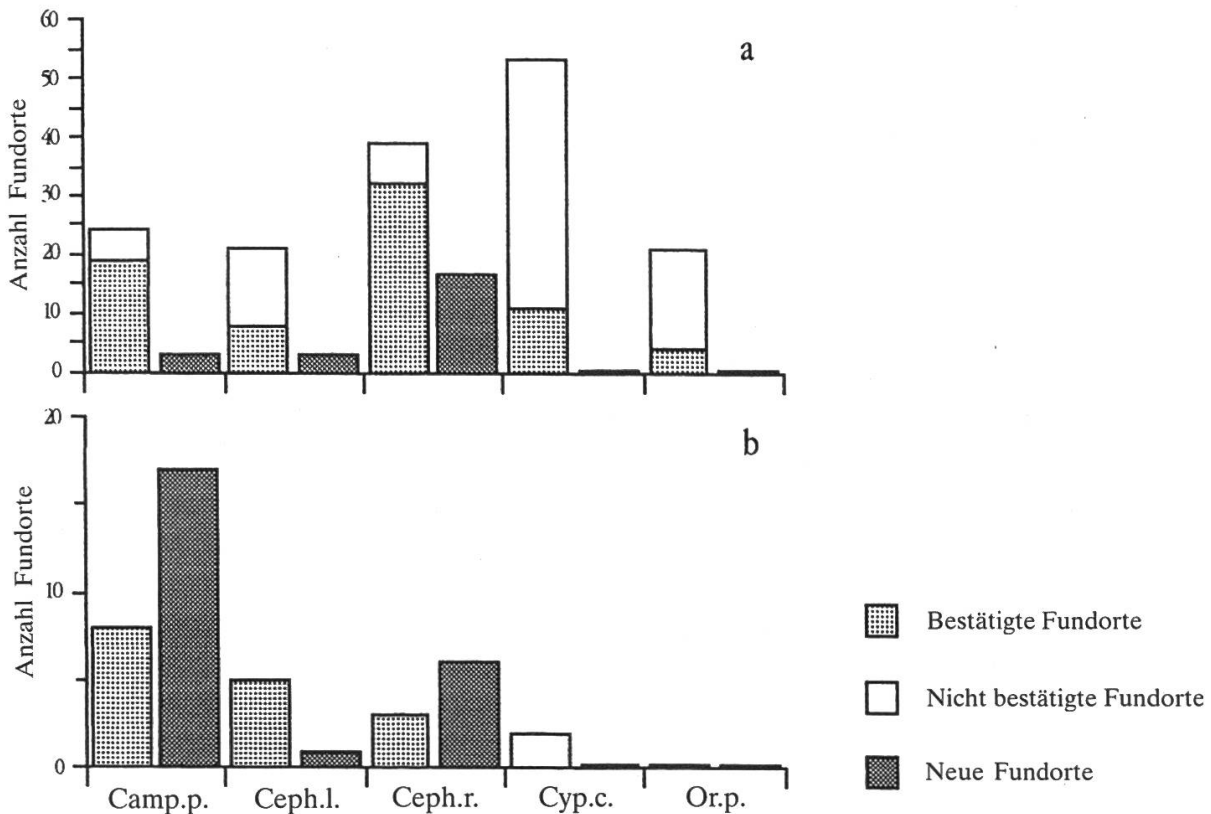 a
60
50
40
30
20
10
0
Anzahl Fundorte
b
20
10
0
Anzahl Fundorte
Camp.p. Ceph.l. Ceph.r. Cyp.c. Or.p.
Bestätigte Fundorte
Nicht bestätigte Fundorte
Neue Fundorte